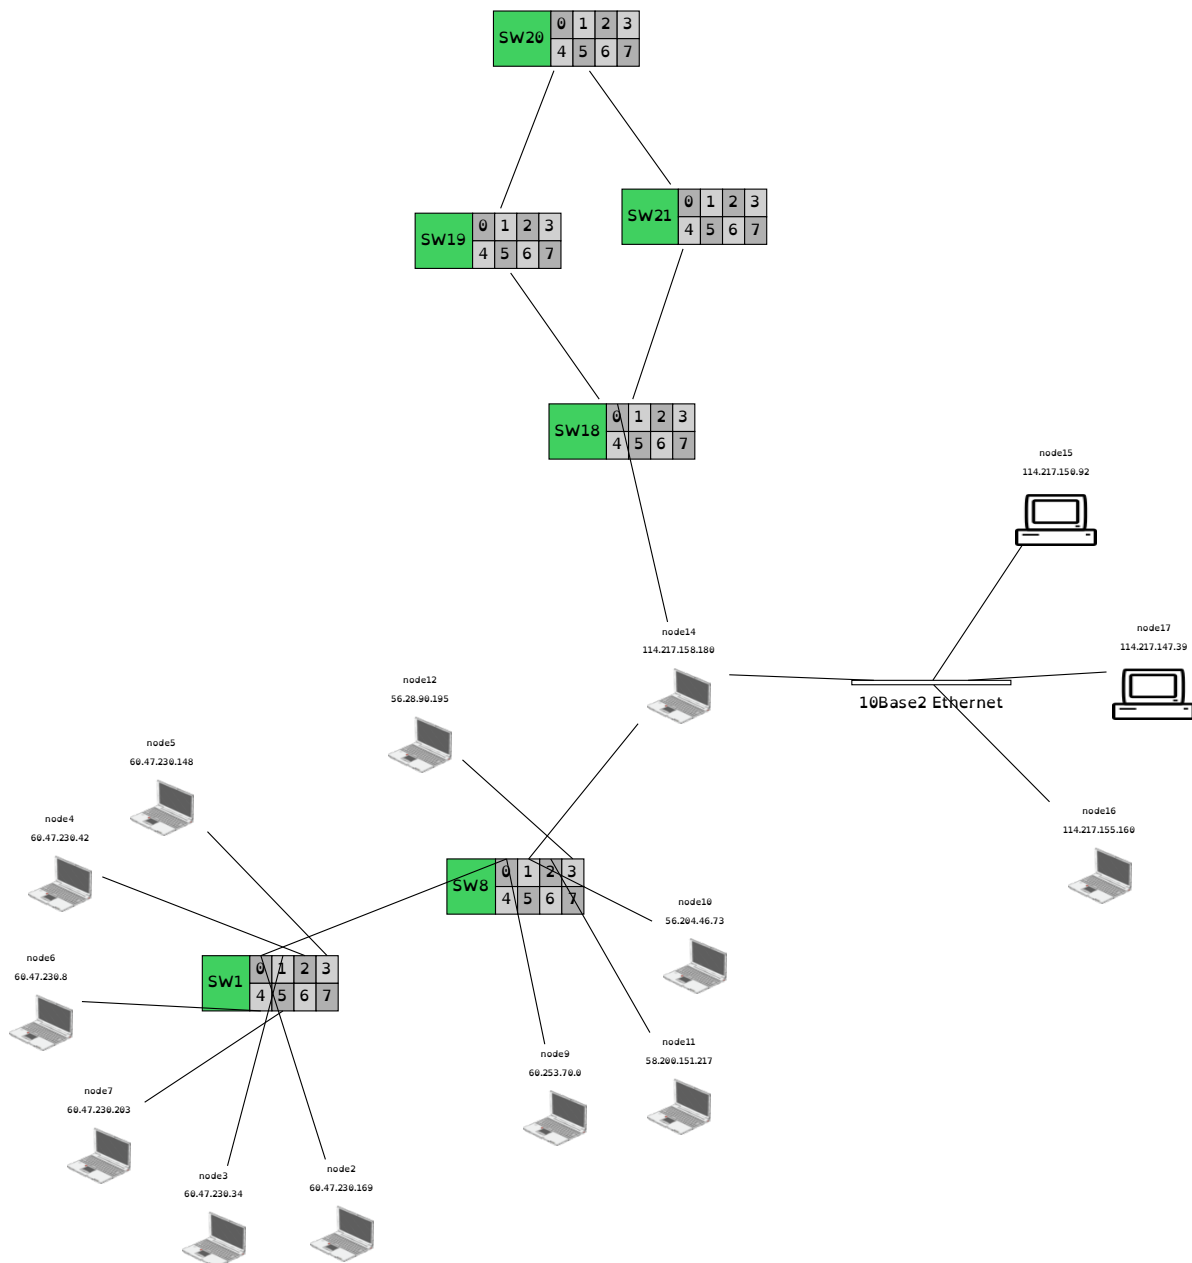 SW20 0 1 2 3
4 5 6 7
SW21 0 1 2 3
4 5 6 7
SW19 0 1 2 3
4 5 6 7
SW18 0 1 2 3
4 5 6 7
node15
114.217.150.92
node17
114.217.147.39
node14
114.217.158.180
10Base2 Ethernet
node12
56.28.90.195
node5
60.47.230.148
node4
60.47.230.42
node16
114.217.155.160
SW8 0 1 2 3
4 5 6 7
node10
56.204.46.73
node6
60.47.230.8
SW1 0 1 2 3
4 5 6 7
node11
58.200.151.217
node9
60.253.70.0
node7
60.47.230.203
node3
60.47.230.34
node2
60.47.230.169